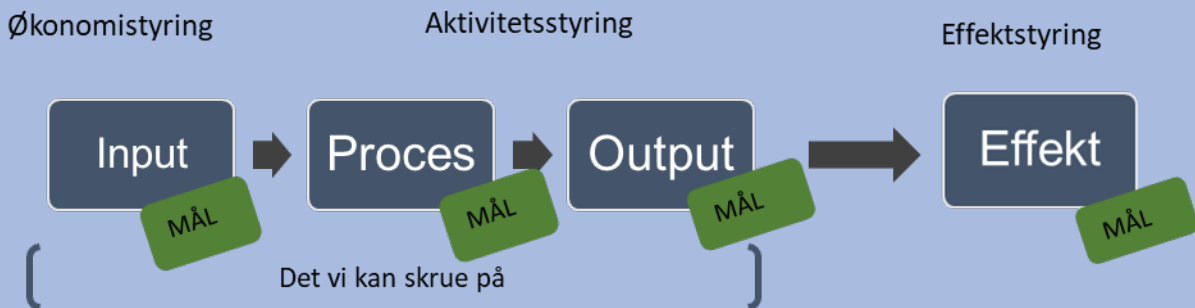 Økonomistyring
Aktivitetsstyring
Effektstyring
Input
Proces
Output
Effekt
MÅL
MÅL
MÅL
MÅL
Det vi kan skrue på